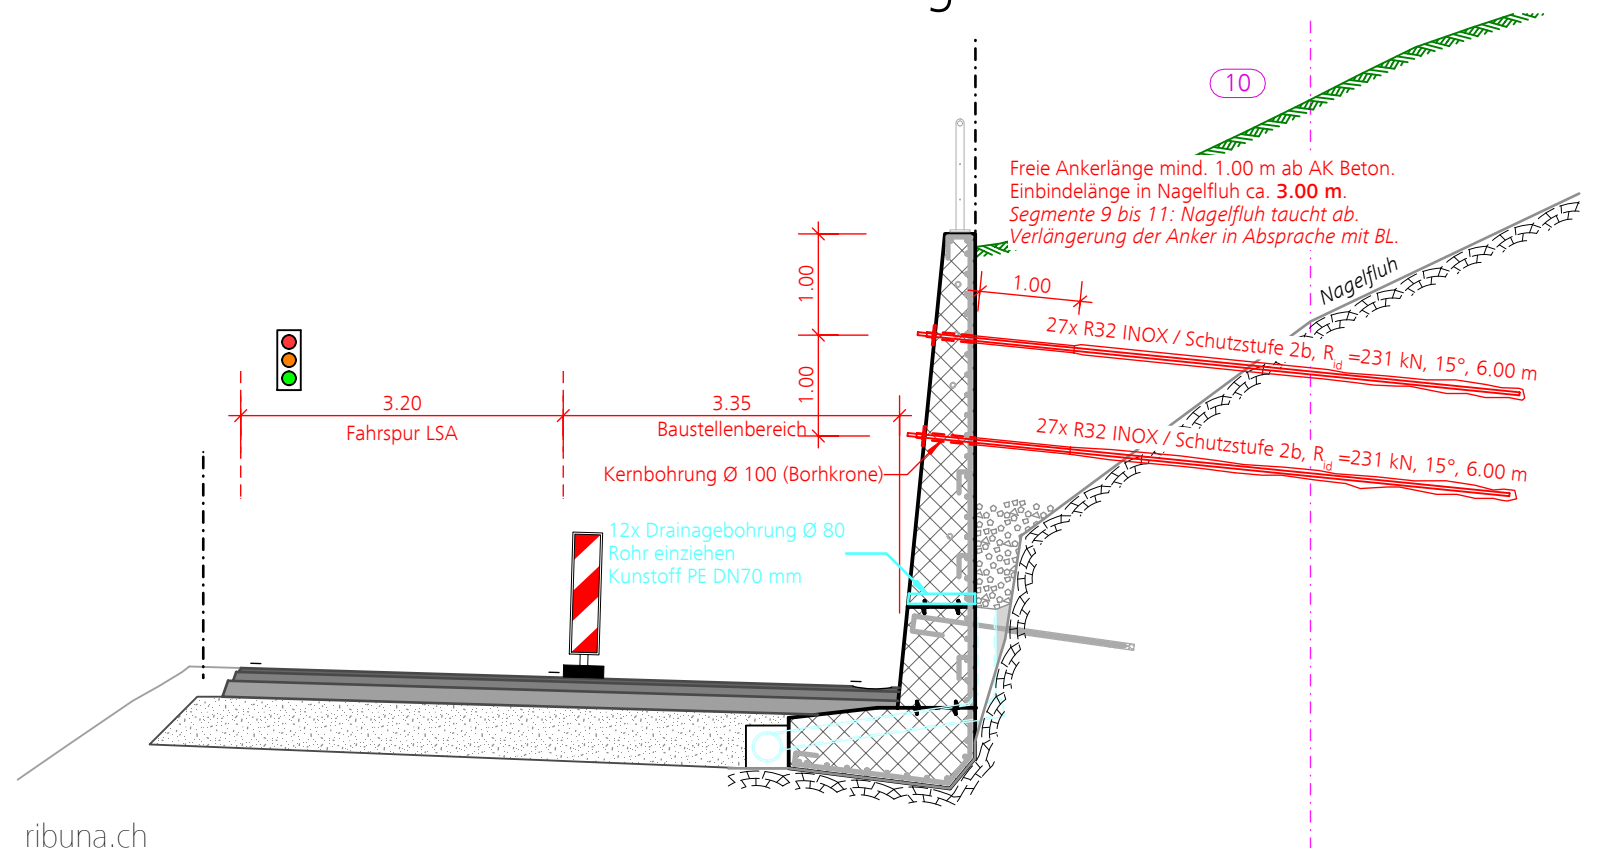 10
Freie Ankerlänge mind. 1.00 m ab AK Beton.
Einbindelänge in Nagelfluh ca. 3.00 m.
Segmente 9 bis 11: Nagelfluh taucht ab.
Verlängerung der Anker in Absprache mit BL.
1.00
1.00
Nagelfluh
27x R32 INOX / Schutzstufe 2b, Rid =231 kN, 15°, 6.00 m
1.00
3.20
3.35
Fahrspur LSA
Baustellenbereich
27x R32 INOX / Schutzstufe 2b, Rid =231 kN, 15°, 6.00 m
Kernbohrung Ø 100 (Borhkrone)
12x Drainagebohrung Ø 80
Rohr einziehen
Kunstoff PE DN70 mm
ribuna.ch